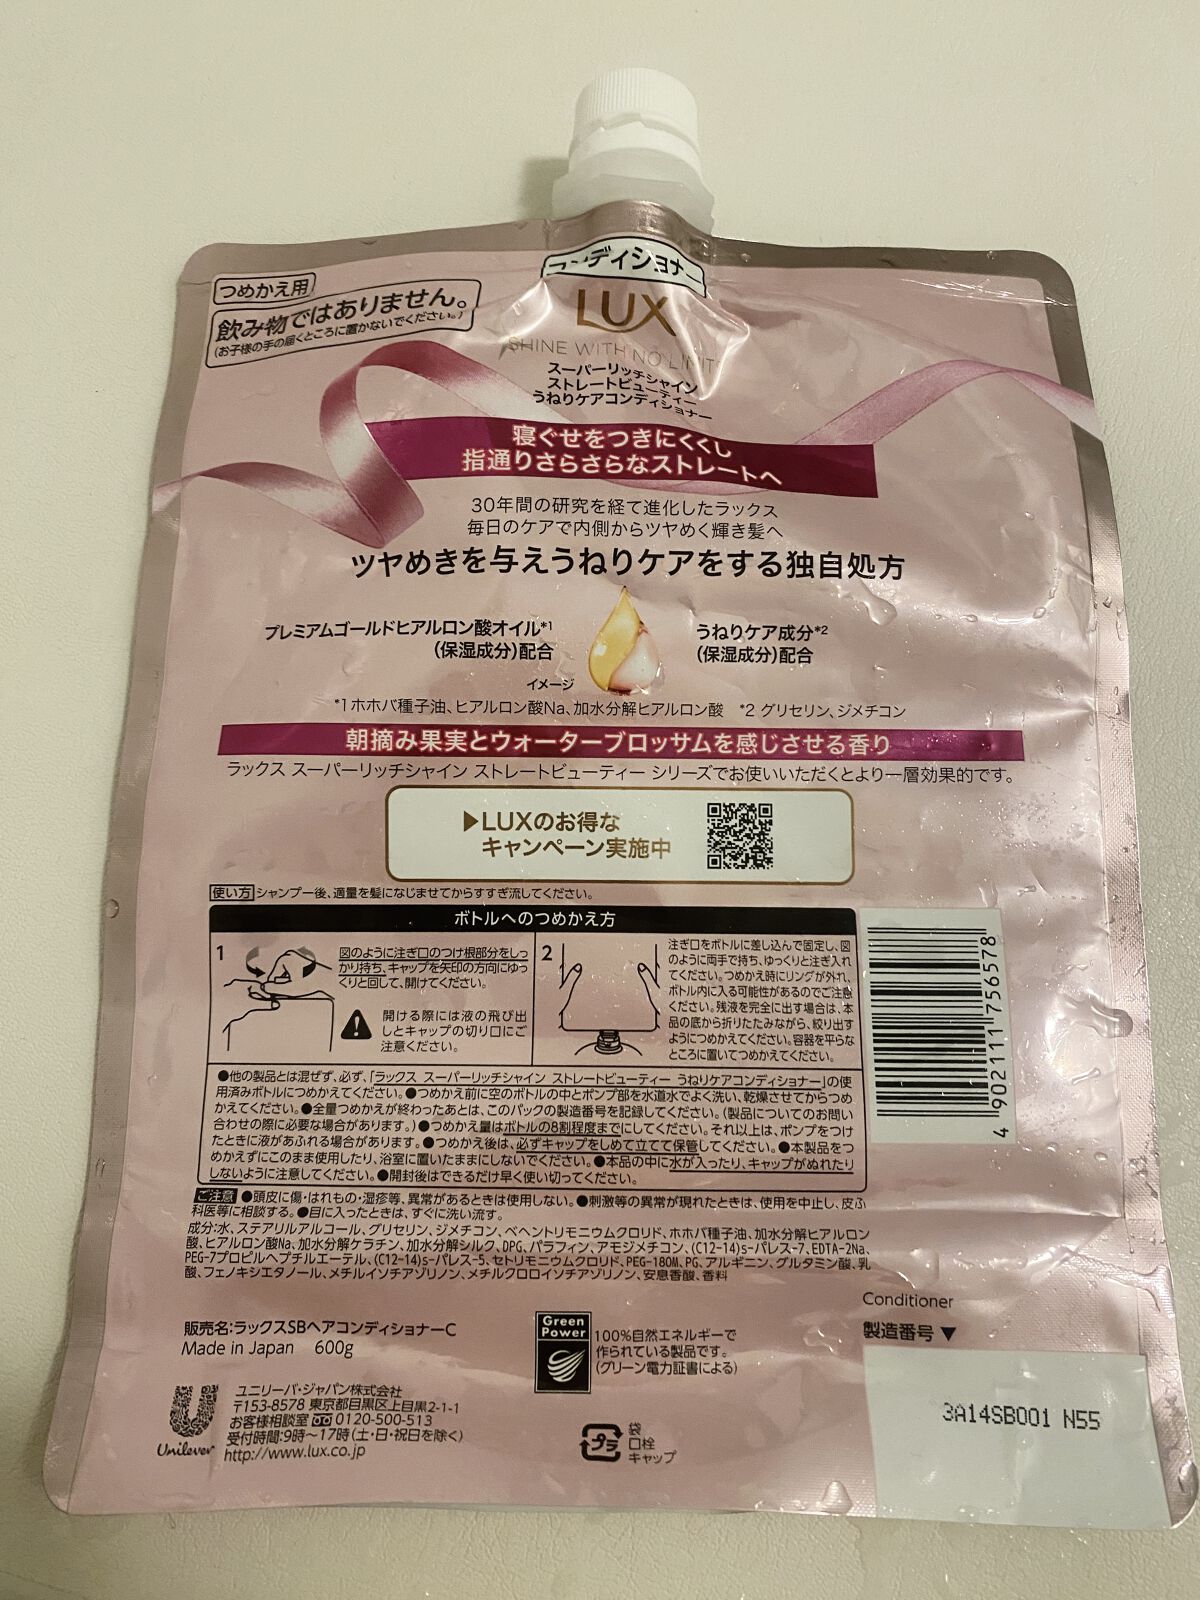 コンディショナー
つめかえ用
飲み物ではありません。
(お子様の手の届くところに置かないでください。)
LUX
SHINE WITH NO LIMIT
スーパーリッチシャイン
ストレートビューティー
うねりケアコンディショナー
寝ぐせをつきにくくし
指通りさらさらなストレートへ
30年間の研究を経て進化したラックス
毎日のケアで内側からツヤめく輝き髪へ
ツヤめきを与えうねりケアをする独自処方
プレミアムゴールドヒアルロン酸オイル*1
(保湿成分)配合
うねりケア成分*2
(保湿成分)配合
イメージ
*1ホホバ種子油、ヒアルロン酸Na、加水分解ヒアルロン酸 *2 グリセリン、ジメチコン
朝摘み果実とウォーターブロッサムを感じさせる香り
ラックス スーパーリッチシャイン ストレートビューティー シリーズでお使いいただくとより一層効果的です。
▶LUXのお得な
キャンペーン実施中
使い方 シャンプー後、適量を髪になじませてからすすぎ流してください。
ボトルへのつめかえ方
1
図のように注ぎ口のつけ根部分をしっ
かり持ち、キャップを矢印の方向にゆっ
くりと回して、開けてください。
開ける際には液の飛び出
しとキャップの切り口にご
注意ください。
2
注ぎ口をボトルに差し込んで固定し、図
のように両手で持ち、ゆっくりと注ぎ入れ
てください。つめかえ時にリングが外れ、
ボトル内に入る可能性があるのでご注意
ください。残液を完全に出す場合は、本
品の底から折りたたみながら、絞り出す
ようにつめかえてください。容器を平らな
ところに置いてつめかえてください。
●他の製品とは混ぜず、必ず、「ラックス スーパーリッチシャイン ストレートビューティー うねりケアコンディショナー」の使
用済みボトルにつめかえてください。●つめかえ前に空のボトルの中とポンプ部を水道水でよく洗い、乾燥させてからつめ
かえてください。●全量つめかえが終わったあとは、このパックの製造番号を記録してください。(製品についてのお問い
合わせの際に必要な場合があります。)●つめかえ量はボトルの8割程度までにしてください。それ以上は、ポンプをつけ
たときに液があふれる場合があります。●つめかえ後は、必ずキャップをしめて立てて保管してください。●本製品をつ
めかえずにこのまま使用したり、浴室に置いたままにしないでください。●本品の中に水が入ったり、キャップがぬれたり
しないように注意してください。●開封後はできるだけ早く使い切ってください。
ご注意 ●頭皮に傷・はれもの・湿疹等、異常があるときは使用しない。●刺激等の異常が現れたときは、使用を中止し、皮ふ
科医等に相談する。●目に入ったときは、すぐに洗い流す。
成分:水、ステアリルアルコール、グリセリン、ジメチコン、ベヘントリモニウムクロリド、ホホバ種子油、加水分解ヒアルロン
酸、ヒアルロン酸Na、加水分解ケラチン、加水分解シルク、DPG、パラフィン、アモジメチコン、(C12-14)s-パレス-7、EDTA-2Na、
PEG-7プロピルヘプチルエーテル、(C12-14)s-パレス-5、セトリモニウムクロリド、PEG-180M、PG、アルギニン、グルタミン酸、乳
酸、フェノキシエタノール、メチルイソチアゾリノン、メチルクロロイソチアゾリノン、安息香酸、香料
4 902111 756578
販売名:ラックスSBヘアコンディショナーC
Made in Japan 600g
Green
Power
100%自然エネルギーで
作られている製品です。
(グリーン電力証書による)
Conditioner
製造番号▼
3A14SB001 N55
Unilever
ユニリーバ・ジャパン株式会社
〒153-8578 東京都目黒区上目黒2-1-1
お客様相談室 0120-500-513
受付時間:9時〜17時(土・日・祝日を除く)
http://www.lux.co.jp
プラ
袋
口栓
キャップ